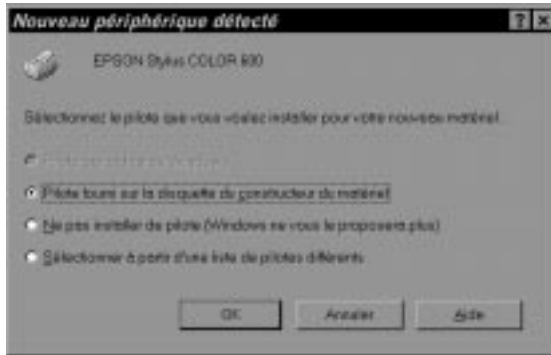 Nouveau périphérique détecté
EPSON Stylus COLOR 600
Sélectionnez le pilote que vous voulez installer pour votre nouveau matériel.
Pilote fourni sur la disquette du constructeur du matériel
Ne pas installer de pilote (Windows ne vous le proposera plus)
Sélectionner à partir d'une liste de pilotes différents
OK
Annuler
Aide